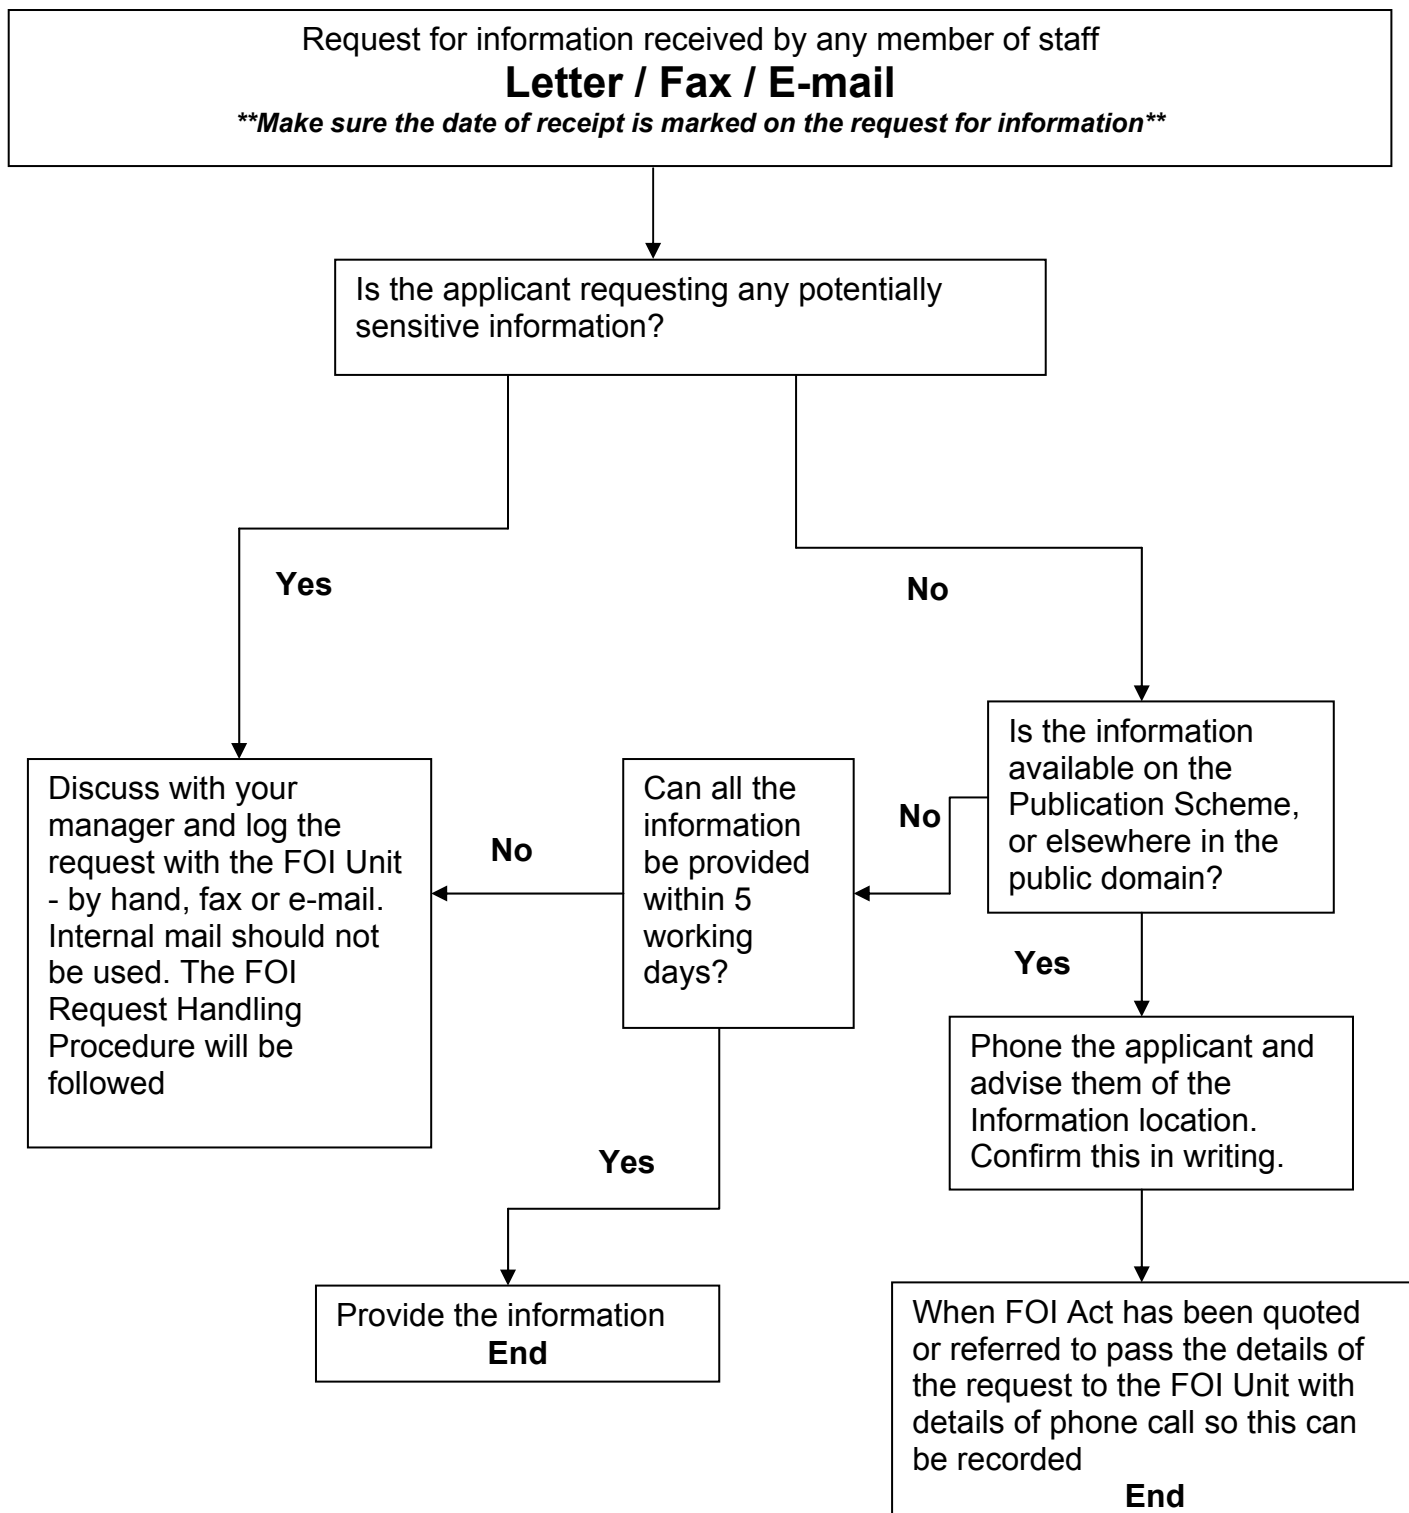 Request for information received by any member of staff
Letter / Fax / E-mail
**Make sure the date of receipt is marked on the request for information**
Is the applicant requesting any potentially
sensitive information?
Yes
No
Is the information
available on the
Publication Scheme,
or elsewhere in the
public domain?
No
Can all the
information
be provided
within 5
working
days?
No
Discuss with your
manager and log the
request with the FOI Unit
- by hand, fax or e-mail.
Internal mail should not
be used. The FOI
Request Handling
Procedure will be
followed
Yes
Phone the applicant and
advise them of the
Information location.
Confirm this in writing.
Yes
Provide the information
End
When FOI Act has been quoted
or referred to pass the details of
the request to the FOI Unit with
details of phone call so this can
be recorded
End